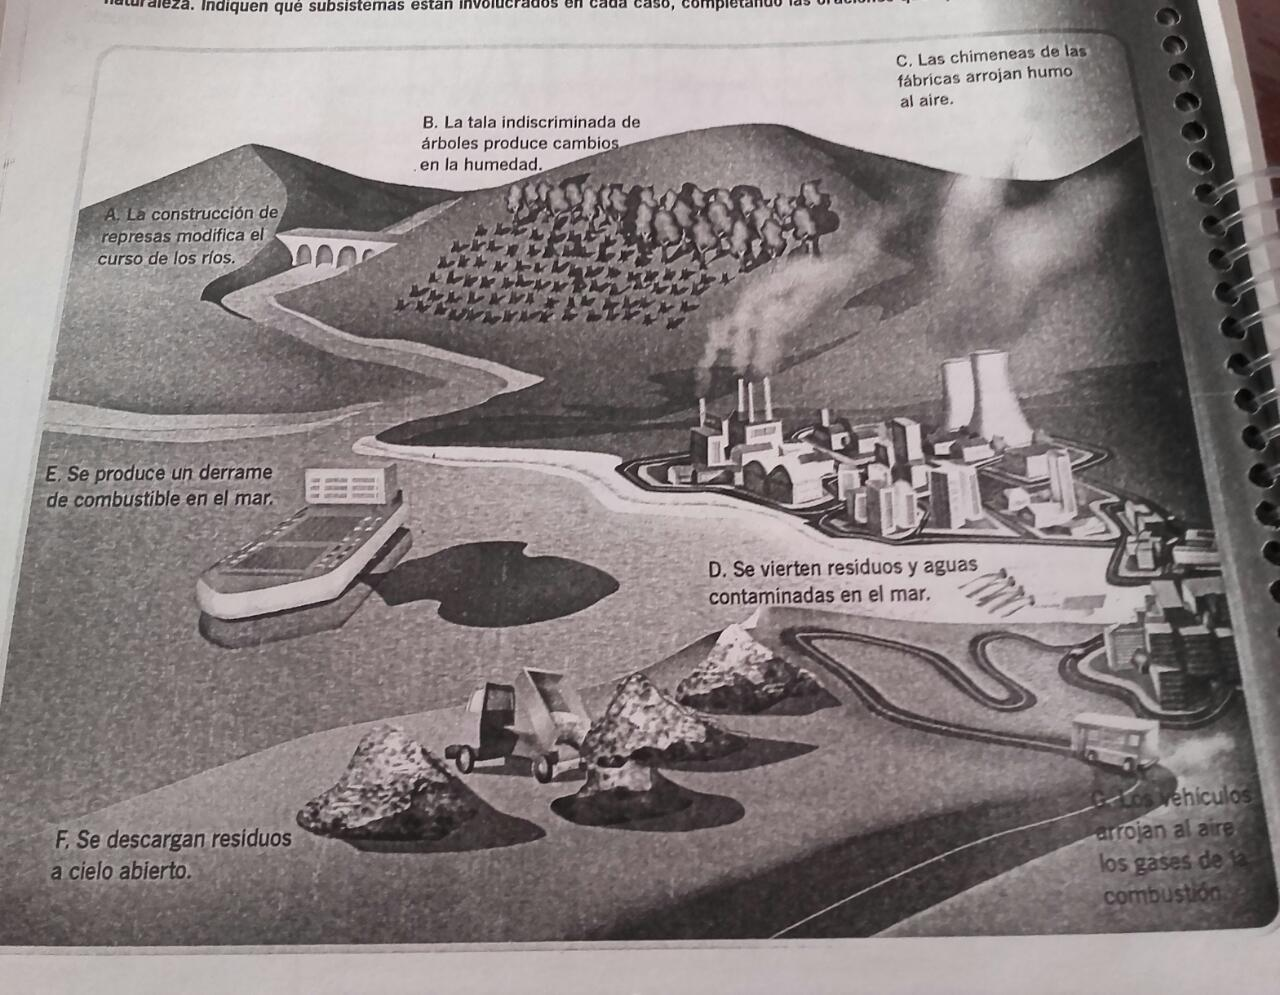 naturaleza. Indiquen qué subsistemas están involucrados en cada caso, completando las oraciones
C. Las chimeneas de las
fábricas arrojan humo
al aire.
B. La tala indiscriminada de
árboles produce cambios
en la humedad.
A. La construcción de
represas modifica el
curso de los ríos.
E. Se produce un derrame
de combustible en el mar.
D. Se vierten residuos y aguas
contaminadas en el mar.
F. Se descargan residuos
a cielo abierto.
G. Los vehículos
arrojan al aire
los gases de la
combustión.